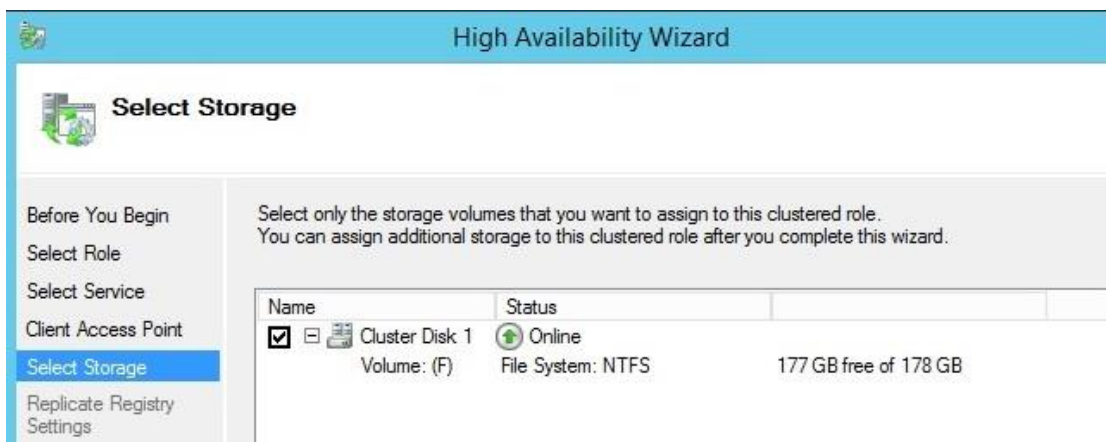 High Availability Wizard
Select Storage
Before You Begin
Select Role
Select Service
Client Access Point
Select Storage
Replicate Registry
Settings
Select only the storage volumes that you want to assign to this clustered role.
You can assign additional storage to this clustered role after you complete this wizard.
Name Status
Cluster Disk 1 Online
Volume: (F) File System: NTFS 177 GB free of 178 GB